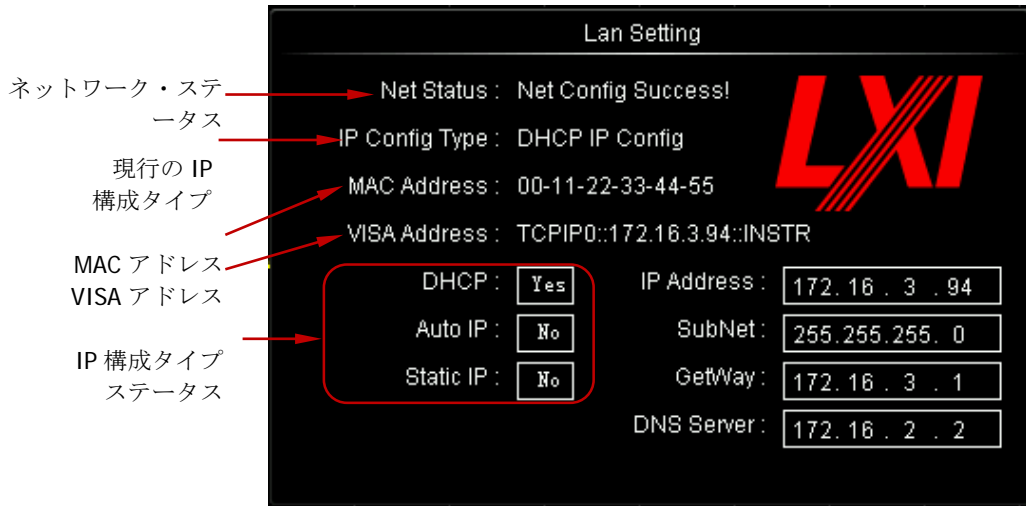 Lan Setting
ネットワーク・ステ
ータス
Net Status : Net Config Success!
現行の IP
構成タイプ
IP Config Type : DHCP IP Config
MAC アドレス
MAC Address : 00-11-22-33-44-55
VISA アドレス
VISA Address : TCPIP0::172.16.3.94::INSTR
LXI
IP 構成タイプ
ステータス
DHCP : Yes
Auto IP : No
Static IP : No
IP Address : 172. 16 . 3 . 94
SubNet : 255.255.255. 0
GetWay : 172. 16 . 3 . 1
DNS Server : 172. 16 . 2 . 2